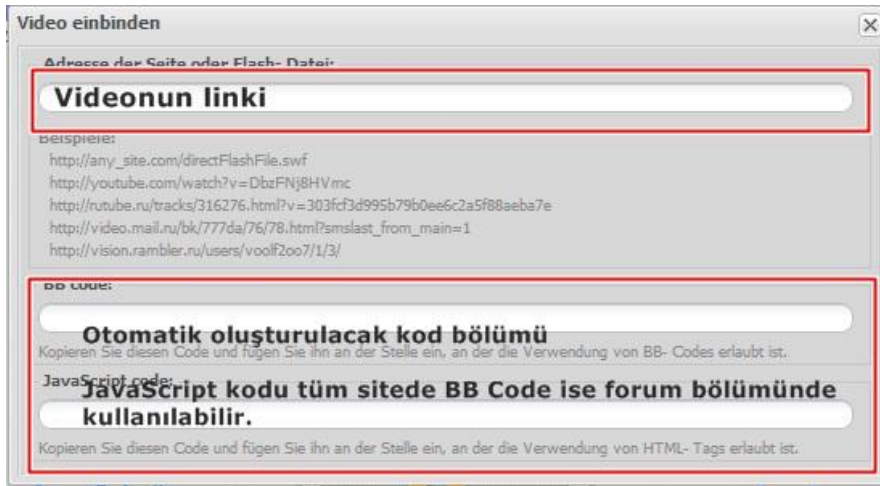 Video einbinden
Adresse der Seite oder Flash- Datei:
Videonun linki
Beispiele:
http://any_site.com/directFlashFile.swf
http://youtube.com/watch?v=DbzFNj8HVmc
http://rutube.ru/tracks/316276.html?v=303fcf3d995b79b0ee6c2a5f88aeba7e
http://video.mail.ru/bk/777da/76/78.html?smslast_from_main=1
http://vision.rambler.ru/users/voolf2oo7/1/3/
BB code:
Otomatik oluşturulacak kod bölümü
Kopieren Sie diesen Code und fügen Sie ihn an der Stelle ein, an der die Verwendung von BB- Codes erlaubt ist.
JavaScript code:
JavaScript kodu tüm sitede BB Code ise forum bölümünde
kullanılabilir.
Kopieren Sie diesen Code und fügen Sie ihn an der Stelle ein, an der die Verwendung von HTML- Tags erlaubt ist.